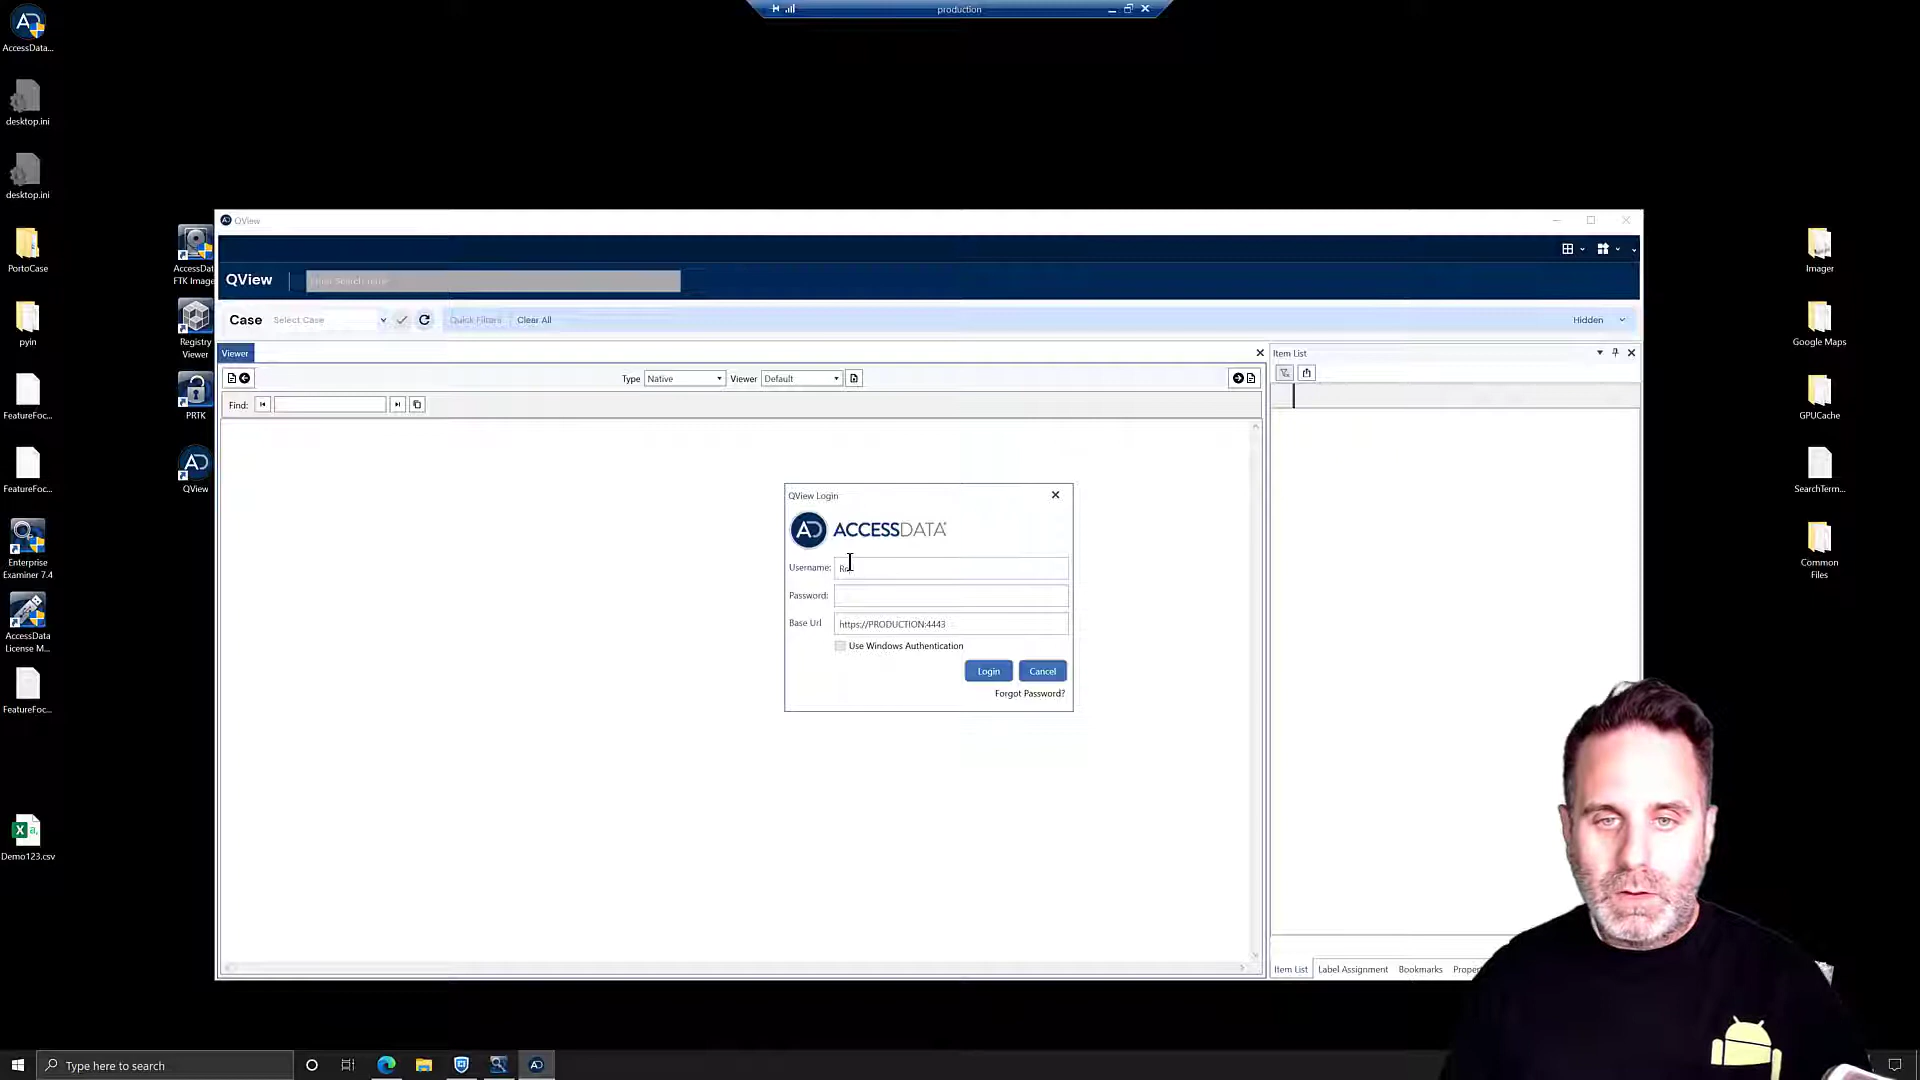 production
AccessData...
desktop.ini
desktop.ini
PortoCase
pyin
FeatureFoc...
FeatureFoc...
Enterprise
Examiner 7.4
AccessData
License M...
FeatureFoc...
Demo123.csv
AccessData
FTK Image
Registry
Viewer
PRTK
QView
QView
QView
Case Select Case Quick Filters Clear All Hidden
Viewer
Type Native Viewer Default
Find:
Item List
QView Login
ACCESSDATA
Username:
Password:
Base Url https://PRODUCTION:4443
Use Windows Authentication
Login Cancel
Forgot Password?
Item List Label Assignment Bookmarks Proper
Imager
Google Maps
GPUCache
SearchTerm...
Common
Files
Type here to search